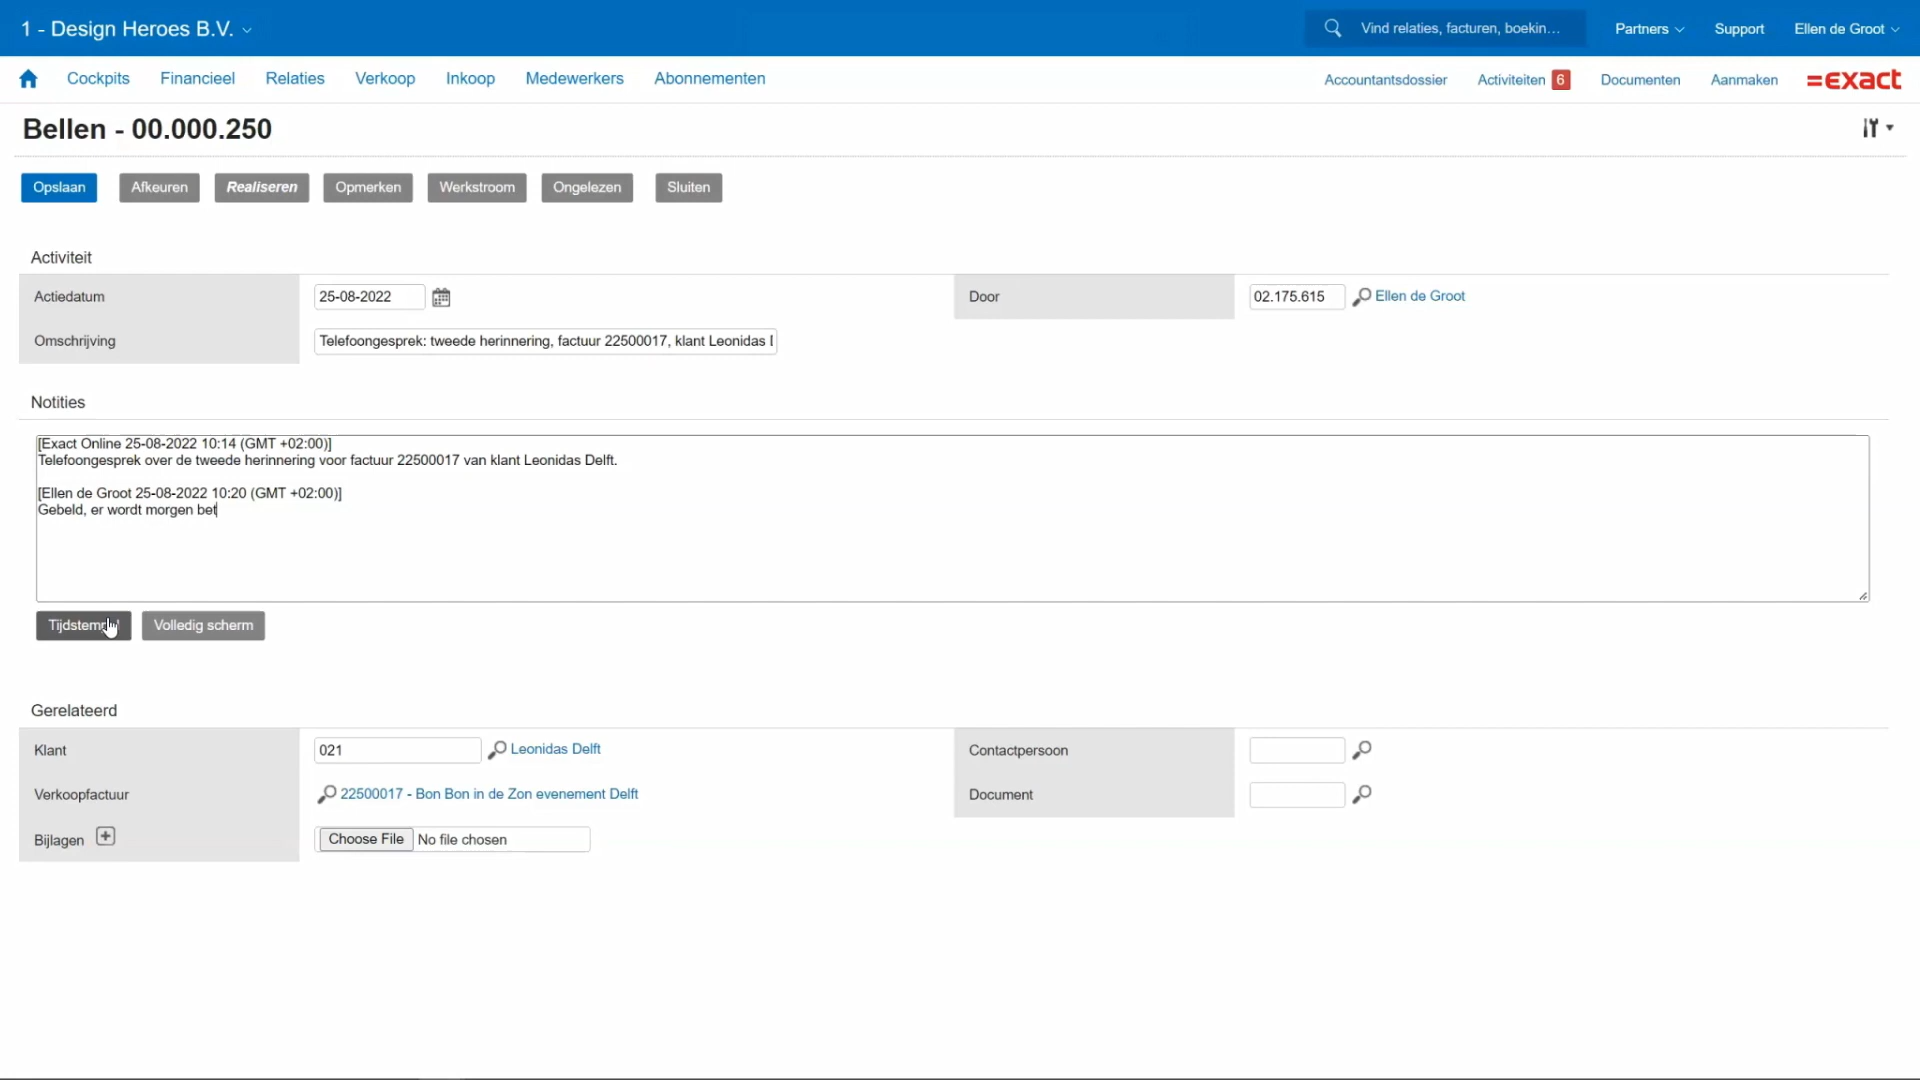 1 - Design Heroes B.V.
Vind relaties, facturen, boekin...
Partners
Support
Ellen de Groot
Cockpits
Financieel
Relaties
Verkoop
Inkoop
Medewerkers
Abonnementen
Accountantsdossier
Activiteiten 6
Documenten
Aanmaken
=exact
Bellen - 00.000.250
Opslaan
Afkeuren
Realiseren
Opmerken
Werkstroom
Ongelezen
Sluiten
Activiteit
Actiedatum
25-08-2022
Door
02.175.615
Ellen de Groot
Omschrijving
Telefoongesprek: tweede herinnering, factuur 22500017, klant Leonidas
Notities
[Exact Online 25-08-2022 10:14 (GMT +02:00)]
Telefoongesprek over de tweede herinnering voor factuur 22500017 van klant Leonidas Delft.
[Ellen de Groot 25-08-2022 10:20 (GMT +02:00)]
Gebeld, er wordt morgen bet
Volledig scherm
Gerelateerd
Klant
021
Leonidas Delft
Contactpersoon
Verkoopfactuur
22500017 - Bon Bon in de Zon evenement Delft
Document
Bijlagen
Choose File No file chosen